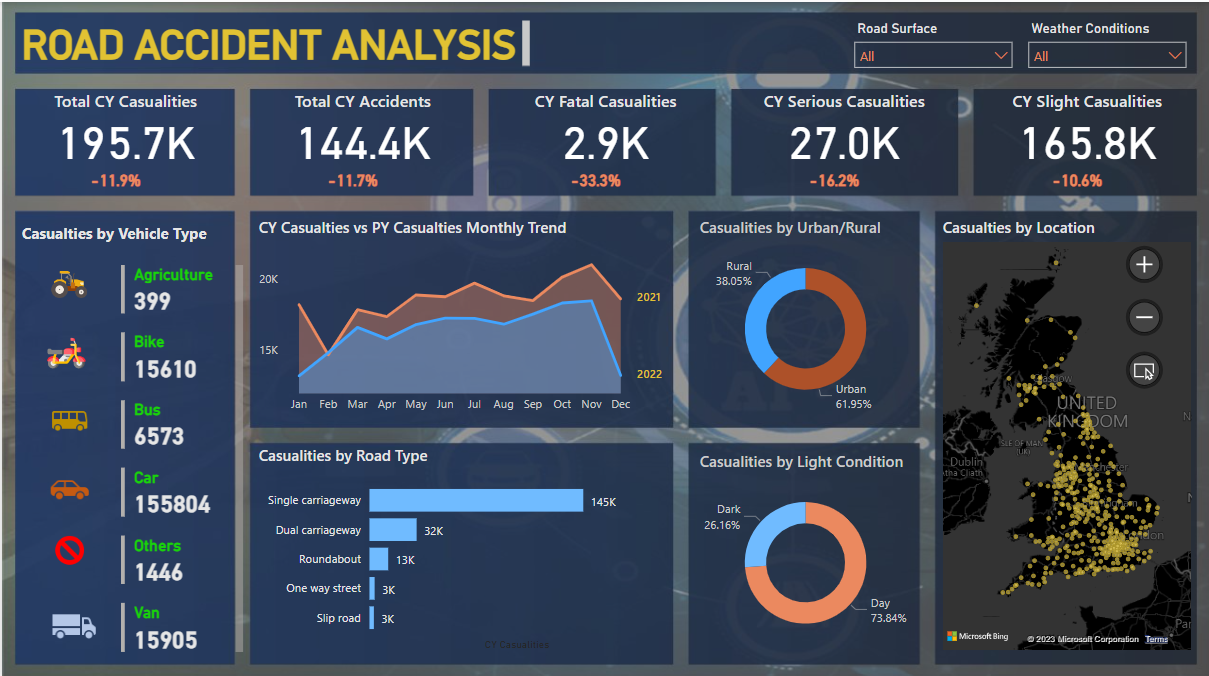 ROAD ACCIDENT ANALYSIS
Road Surface
All
Weather Conditions
All
Total CY Casualities
195.7K
-11.9%
Total CY Accidents
144.4K
-11.7%
CY Fatal Casualities
2.9K
-33.3%
CY Serious Casualities
27.0K
-16.2%
CY Slight Casualities
165.8K
-10.6%
Casualties by Vehicle Type
Agriculture
399
Bike
15610
Bus
6573
Car
155804
Others
1446
Van
15905
CY Casualties vs PY Casualties Monthly Trend
20K
15K
2021
2022
Jan Feb Mar Apr May Jun Jul Aug Sep Oct Nov Dec
Casualities by Road Type
Single carriageway 145K
Dual carriageway 32K
Roundabout 13K
One way street 3K
Slip road 3K
CY Casualities
Casualties by Urban/Rural
Rural
38.05%
Urban
61.95%
Casualities by Light Condition
Dark
26.16%
Day
73.84%
Casualties by Location
UNITED
KINGDOM
ISLE OF MAN
(UK)
Dublin
Microsoft Bing
© 2023 Microsoft Corporation Terms